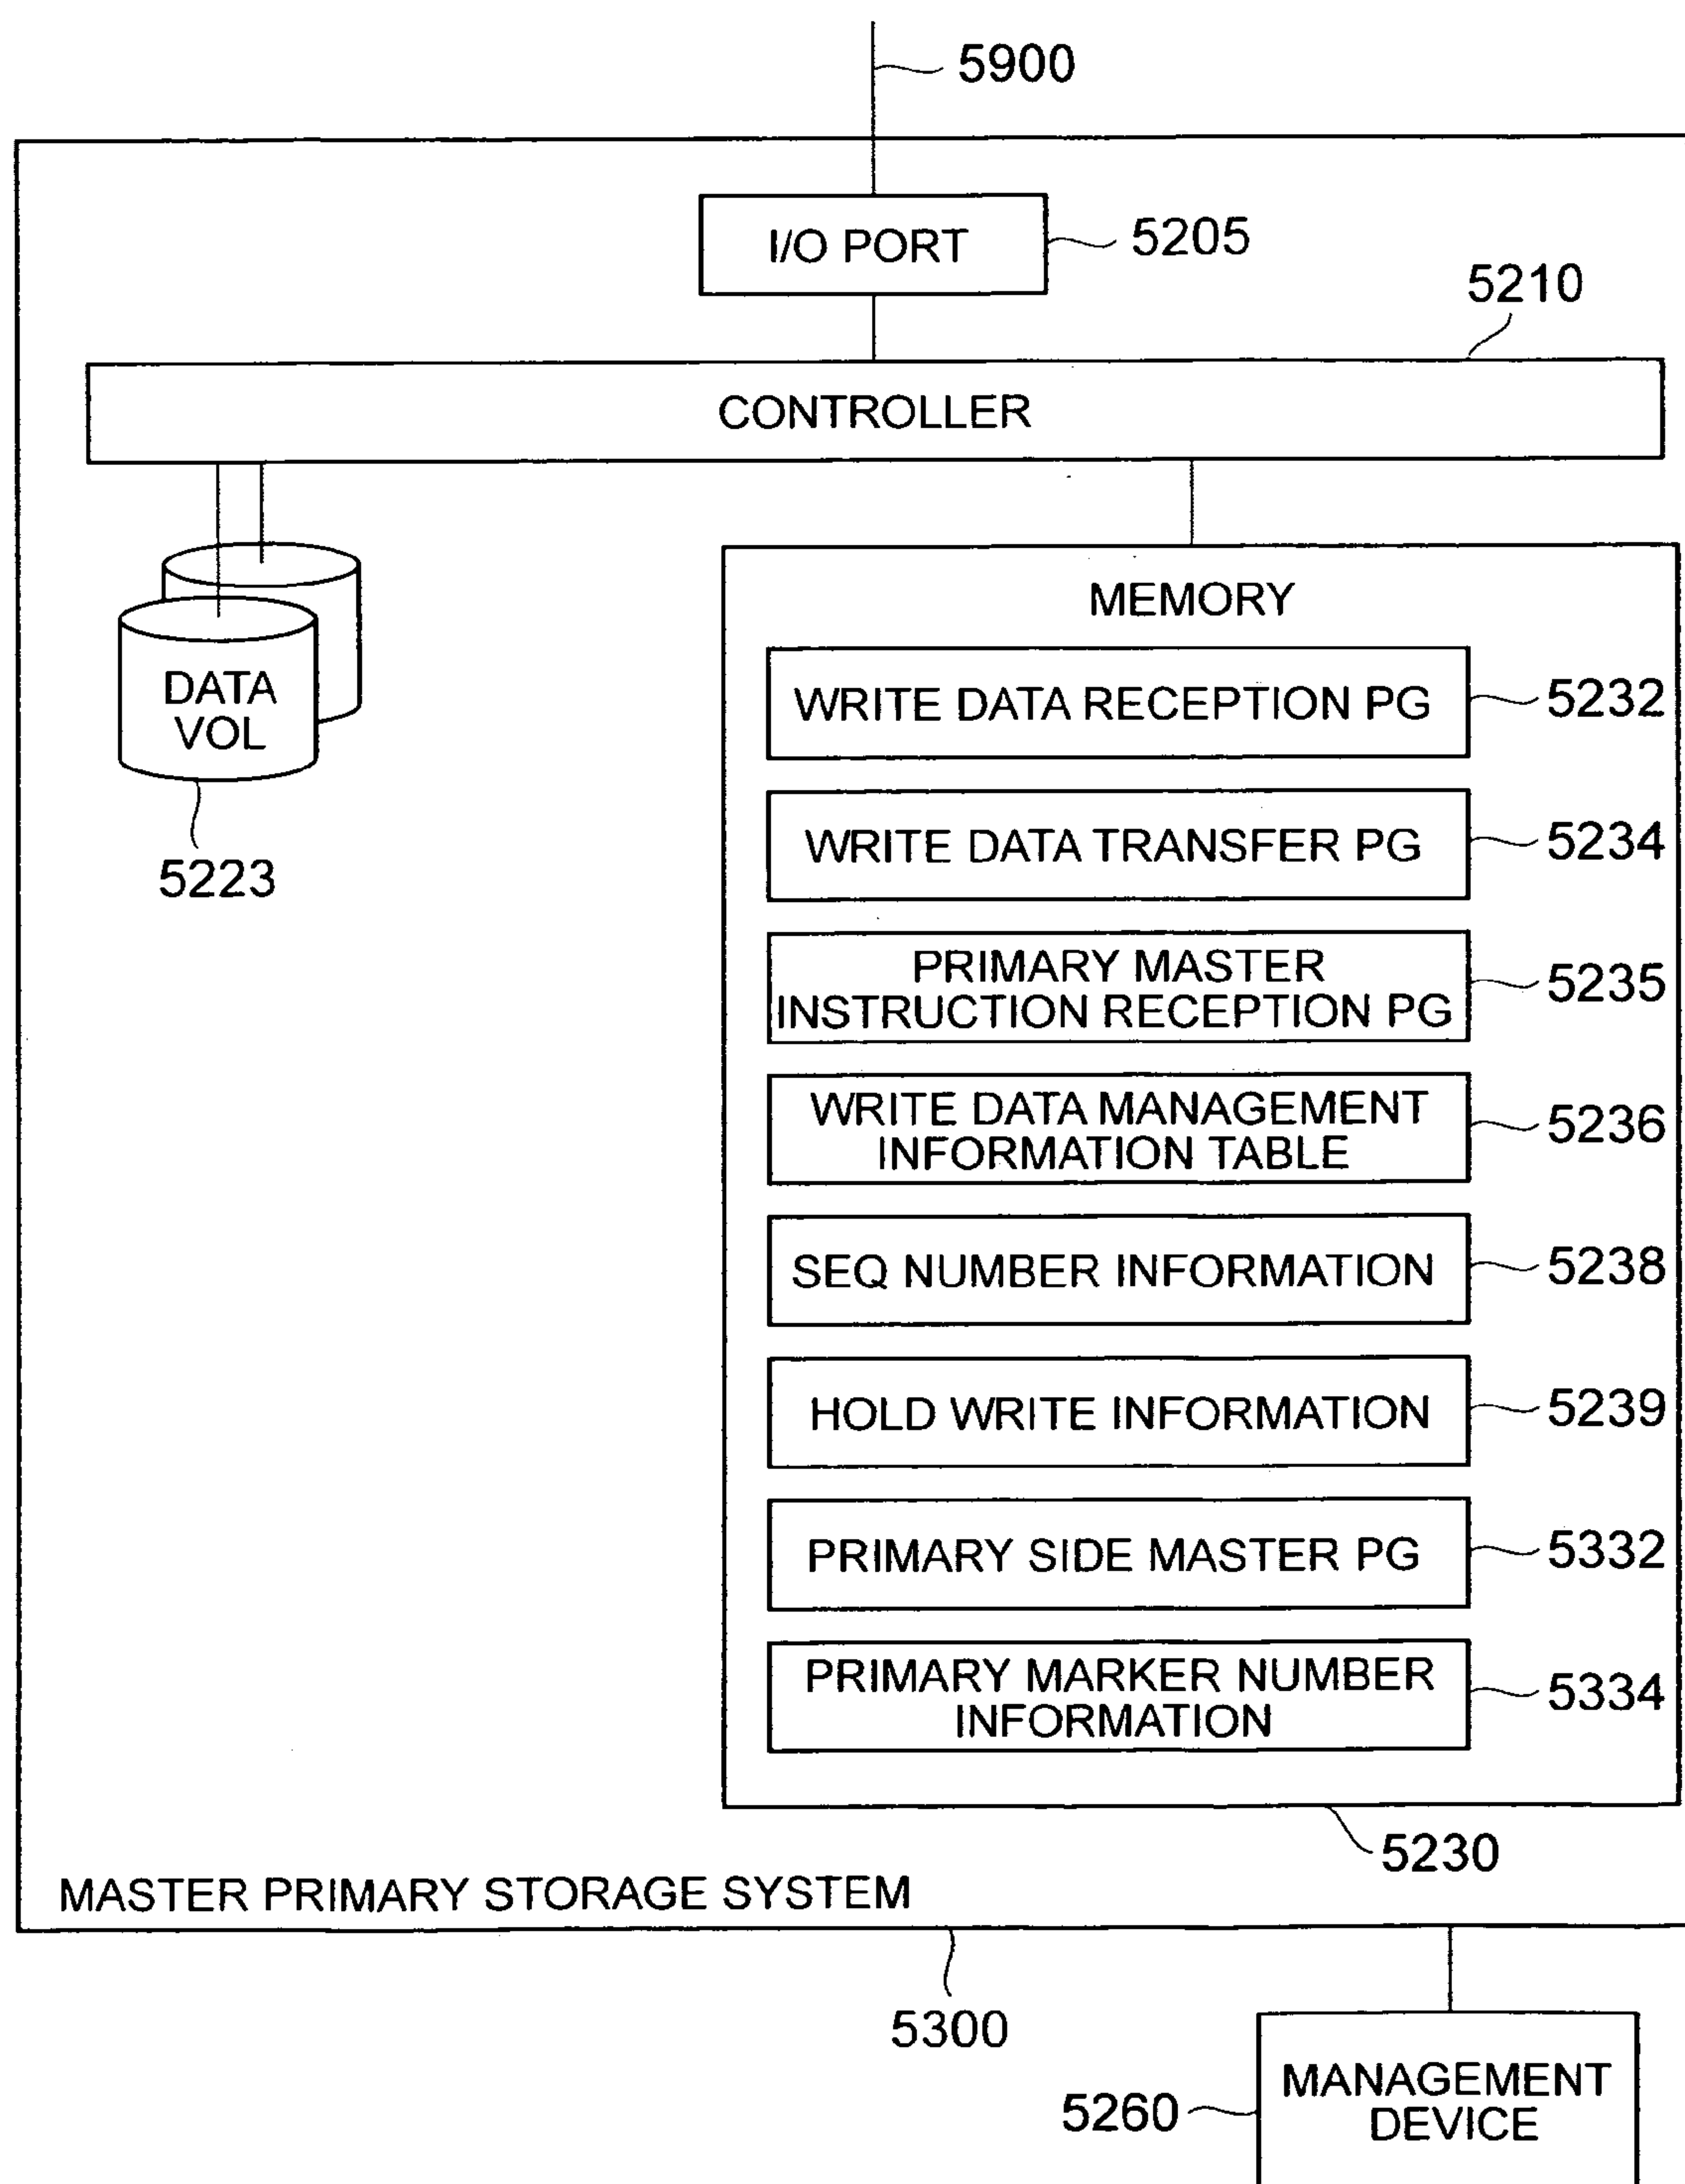 5900
I/O PORT
5205
5210
CONTROLLER
MEMORY
DATA
VOL
5223
WRITE DATA RECEPTION PG
5232
WRITE DATA TRANSFER PG
5234
PRIMARY MASTER
INSTRUCTION RECEPTION PG
5235
WRITE DATA MANAGEMENT
INFORMATION TABLE
5236
SEQ NUMBER INFORMATION
5238
HOLD WRITE INFORMATION
5239
PRIMARY SIDE MASTER PG
5332
PRIMARY MARKER NUMBER
INFORMATION
5334
5230
MASTER PRIMARY STORAGE SYSTEM
5300
MANAGEMENT
DEVICE
5260